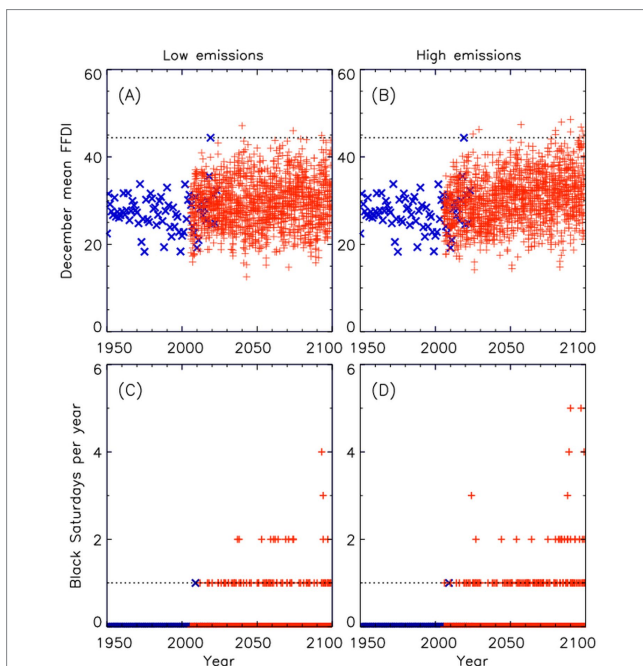 Low emissions
High emissions
60
(A)
40
20
0
1950 2000 2050 2100
December mean FFDI
60
(B)
40
20
0
1950 2000 2050 2100
6
(C)
4
2
0
1950 2000 2050 2100
Year
Black Saturdays per year
6
(D)
4
2
0
1950 2000 2050 2100
Year